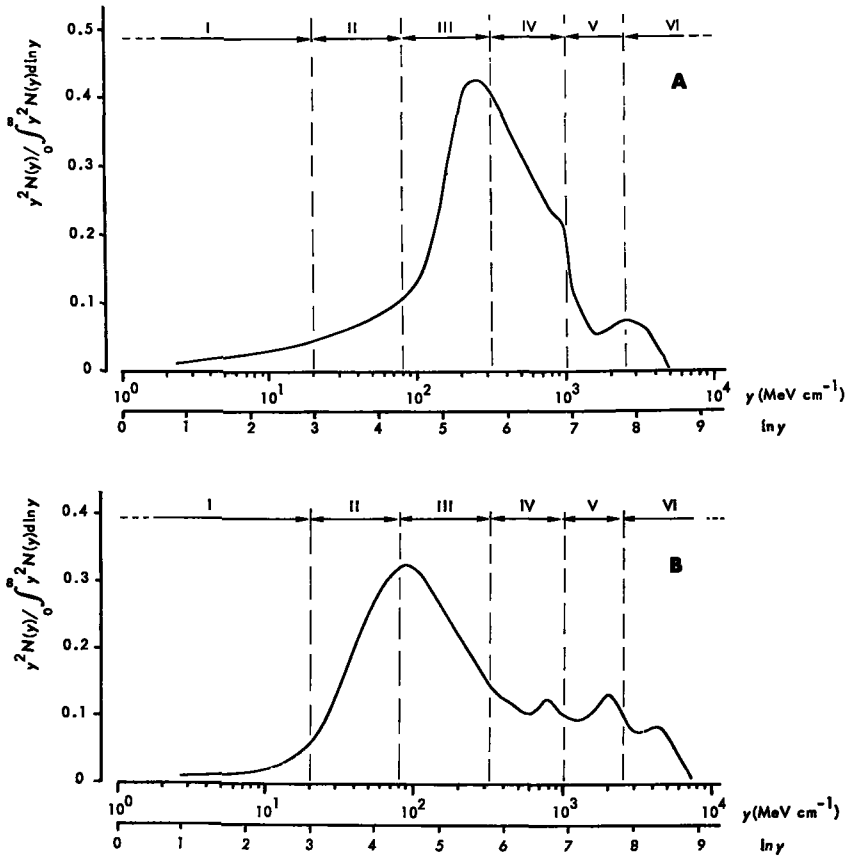 I II III IV V VI
0.5
0.4
0.3
0.2
0.1
0
A
y²N(y)/∫₀^∞ y²N(y)dlny
10⁰ 10¹ 10² 10³ 10⁴ y (MeV cm⁻¹)
0 1 2 3 4 5 6 7 8 9 ln y
I II III IV V VI
0.4
0.3
0.2
0.1
0
B
y²N(y)/∫₀^∞ y²N(y)dlny
10⁰ 10¹ 10² 10³ 10⁴ y (MeV cm⁻¹)
0 1 2 3 4 5 6 7 8 9 ln y